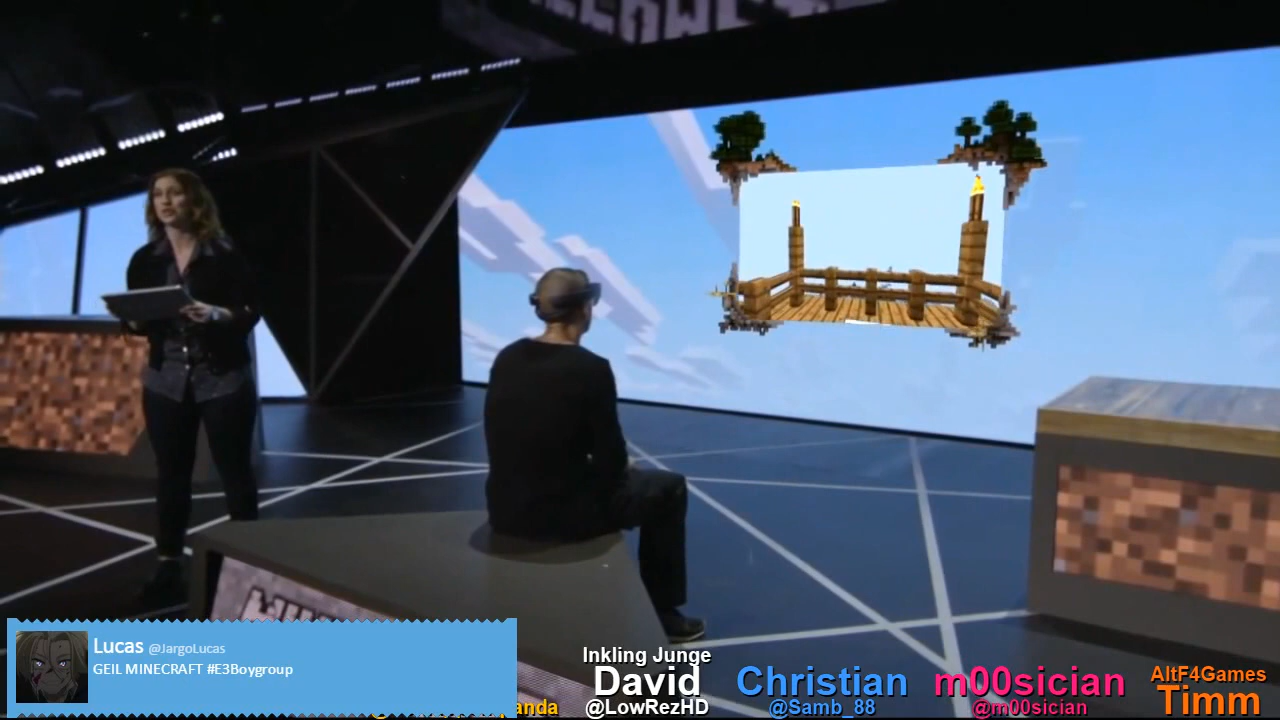 Lucas @JargoLucas
GEIL MINECRAFT #E3Boygroup
Inkling Junge
David
@LowRezHD
Christian
@Samb_88
m00sician
@m00sician
AltF4Games
Timm